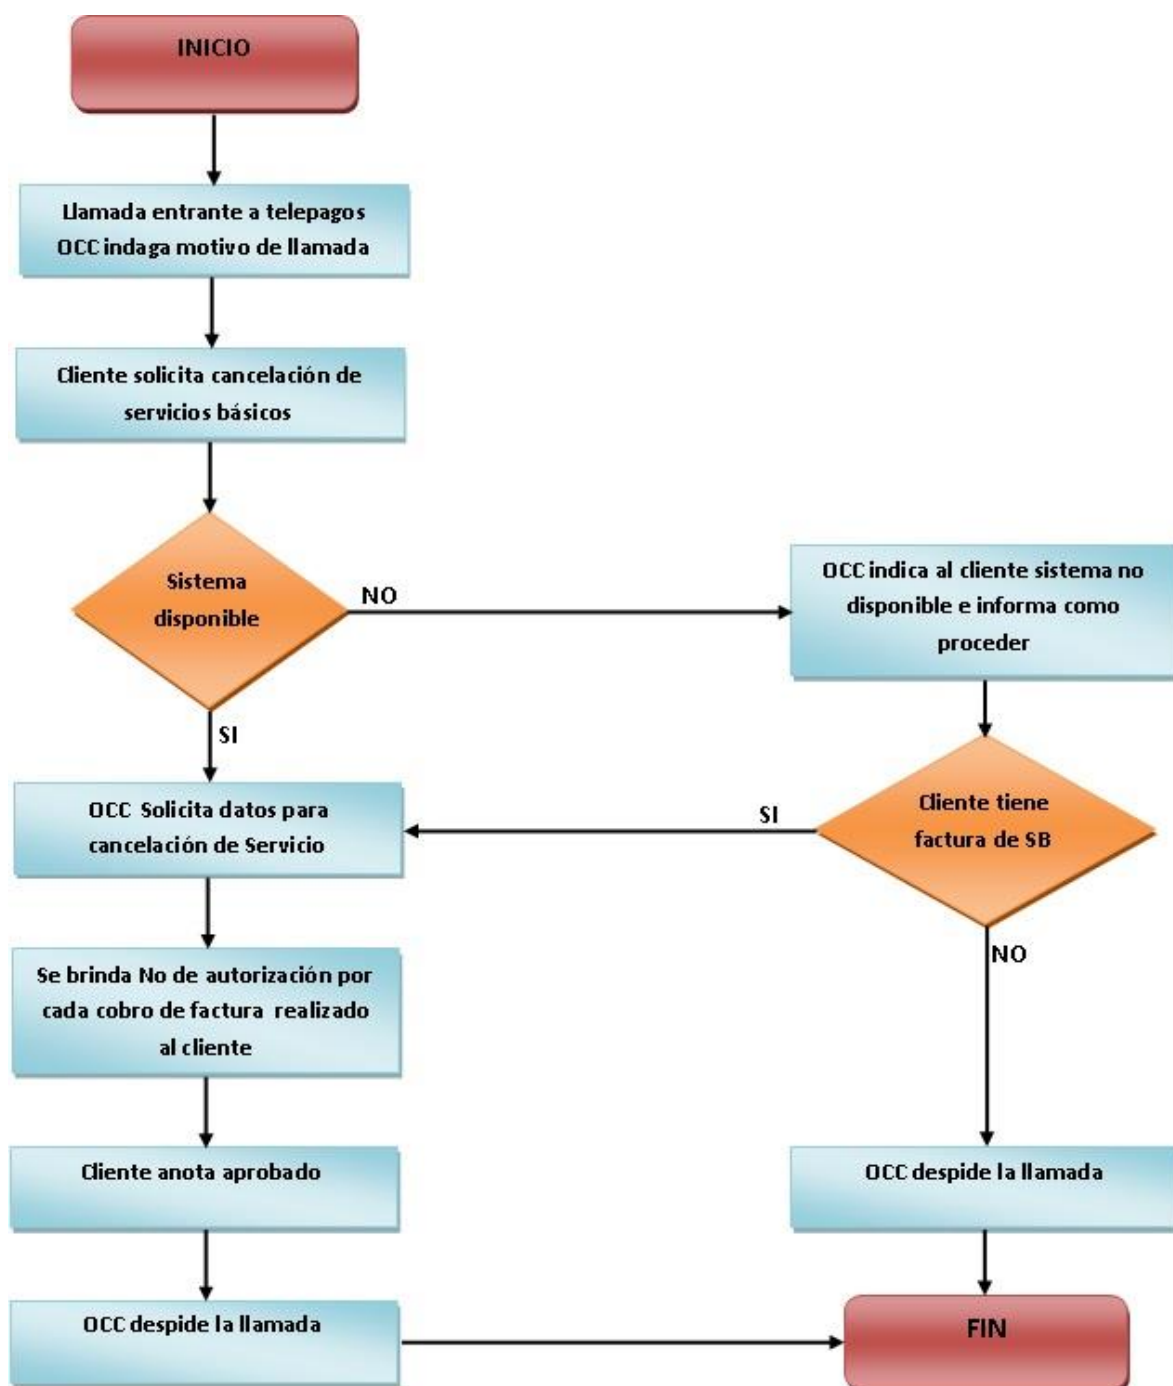 INICIO
Llamada entrante a telepagos
OCC indaga motivo de llamada
Cliente solicita cancelación de
servicios básicos
Sistema
disponible
NO
OCC indica al cliente sistema no
disponible e informa como
proceder
SI
OCC Solicita datos para
cancelación de Servicio
SI
Cliente tiene
factura de SB
NO
Se brinda No de autorización por
cada cobro de factura realizado
al cliente
Cliente anota aprobado
OCC despide la llamada
OCC despide la llamada
FIN